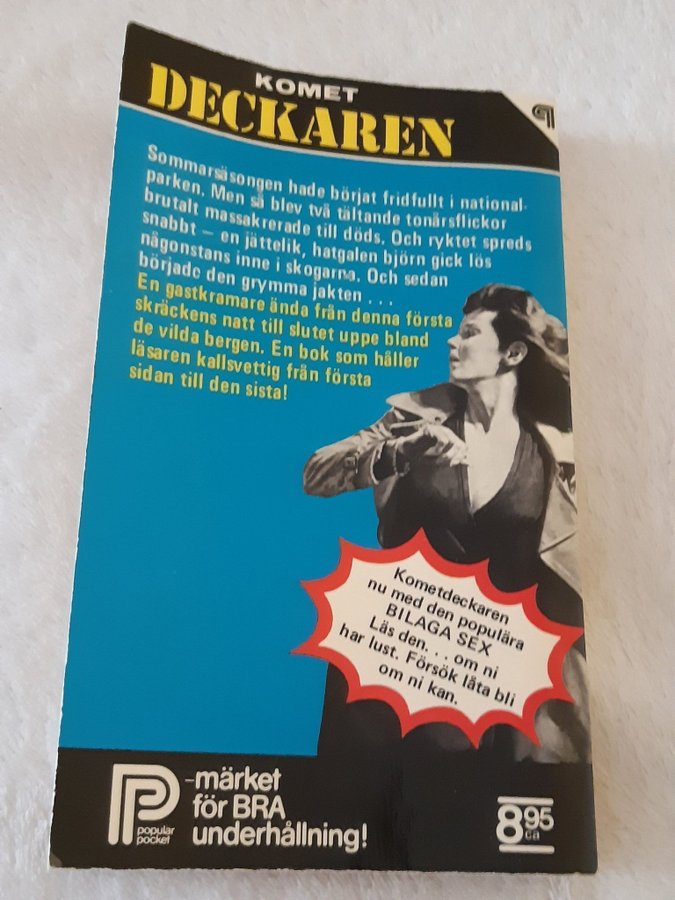 KOMET
DECKAREN
Sommarsäsongen hade börjat fridfullt i national-
parken. Men så blev två tältande tonårsflickor
brutalt massakrerade till döds. Och ryktet spreds
snabbt – en jättelik, hatgalen björn gick lös
någonstans inne i skogarna. Och sedan
började den grymma jakten . . .
En gastkramare ända från denna första
skräckens natt till slutet uppe bland
de vilda bergen. En bok som håller
läsaren kallsvettig från första
sidan till den sista!
Kometdeckaren
nu med den populära
BILAGA SEX
Läs den. . . om ni
har lust. Försök låta bli
om ni kan.
P
popular
pocket
-märket
för BRA
underhållning!
8 95
ca